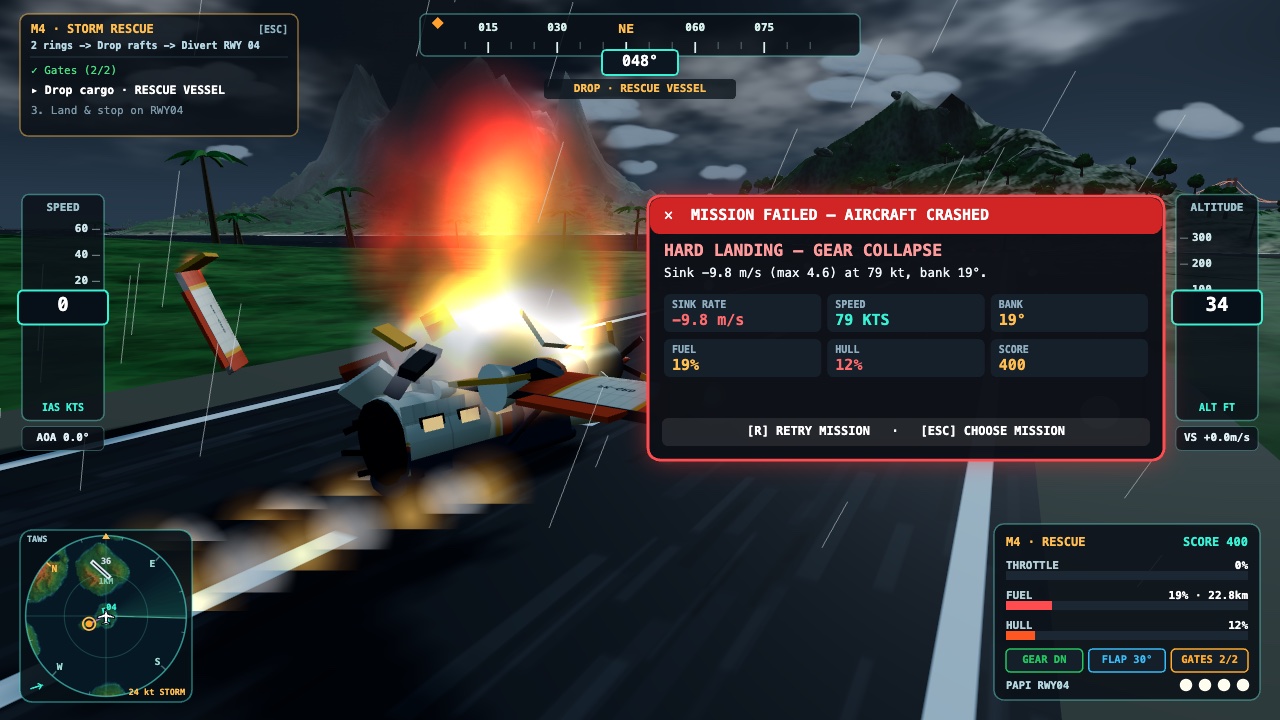 M4 · STORM RESCUE [ESC]
2 rings —> Drop rafts —> Divert RWY 04
✓ Gates (2/2)
▸ Drop cargo · RESCUE VESSEL
3. Land & stop on RWY04
015 030 NE 060 075
048°
DROP · RESCUE VESSEL
SPEED
60
40
20
0
IAS KTS
AOA 0.0°
× MISSION FAILED — AIRCRAFT CRASHED
HARD LANDING — GEAR COLLAPSE
Sink −9.8 m/s (max 4.6) at 79 kt, bank 19°.
SINK RATE SPEED BANK
−9.8 m/s 79 KTS 19°
FUEL HULL SCORE
19% 12% 400
[R] RETRY MISSION · [ESC] CHOOSE MISSION
ALTITUDE
300
200
100
34
ALT FT
VS +0.0m/s
TAWS
N
36
E
1KM
04
W
S
24 kt STORM
M4 · RESCUE SCORE 400
THROTTLE 0%
FUEL 19% · 22.8km
HULL 12%
GEAR DN FLAP 30° GATES 2/2
PAPI RWY04